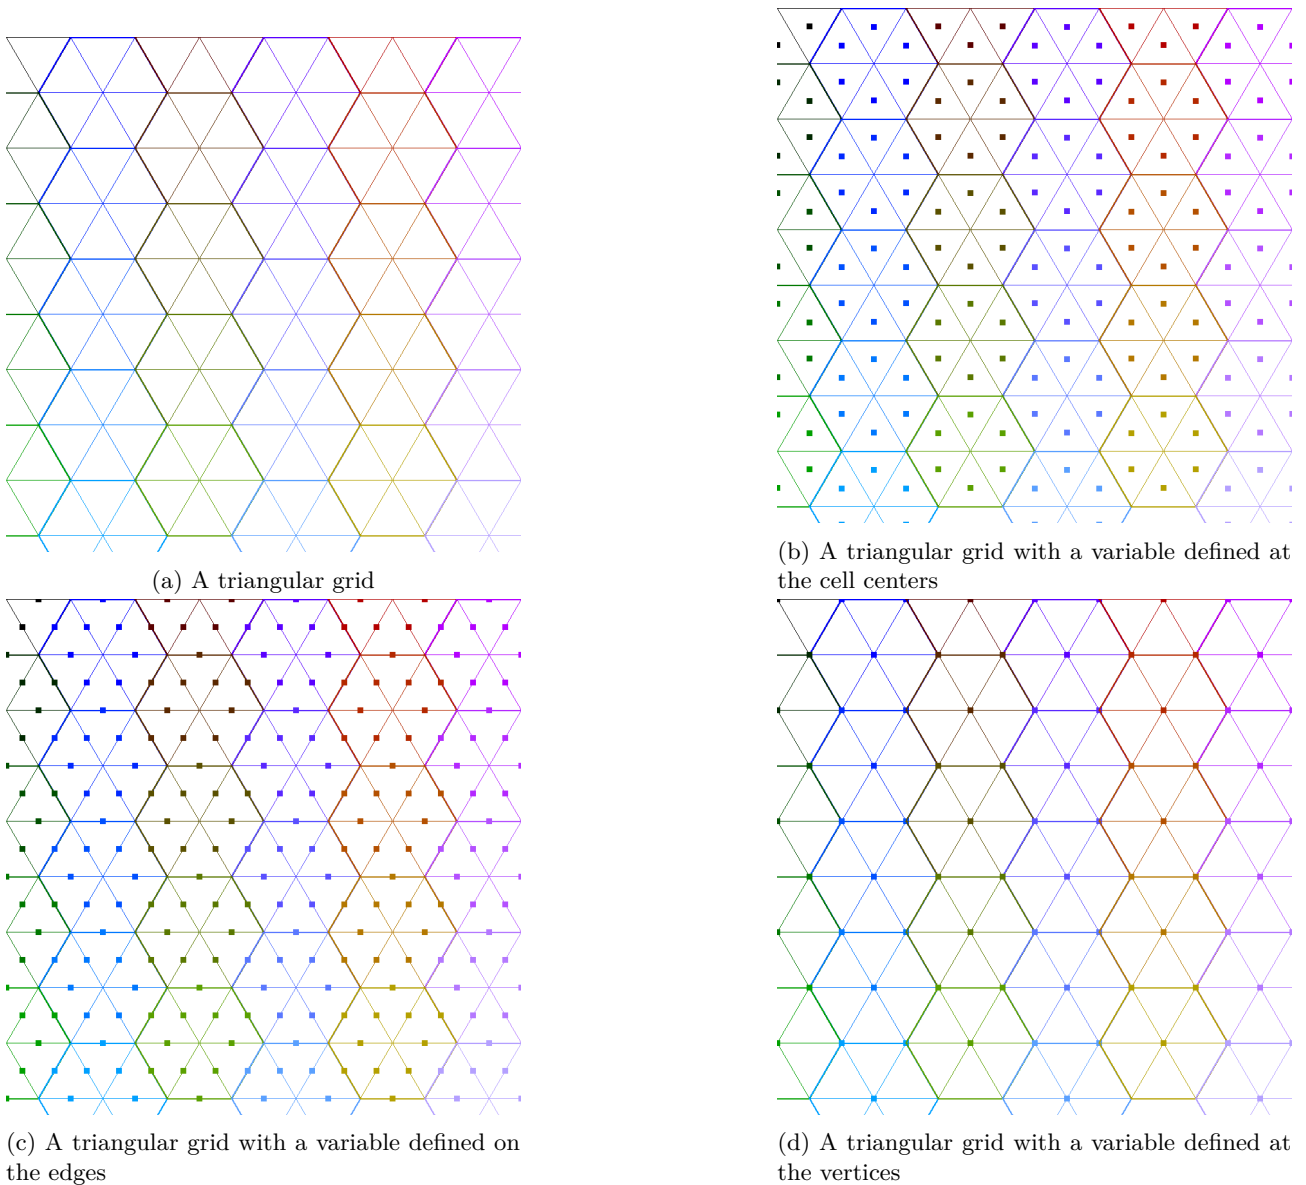 (a) A triangular grid
(b) A triangular grid with a variable defined at
the cell centers
(c) A triangular grid with a variable defined on
the edges
(d) A triangular grid with a variable defined at
the vertices